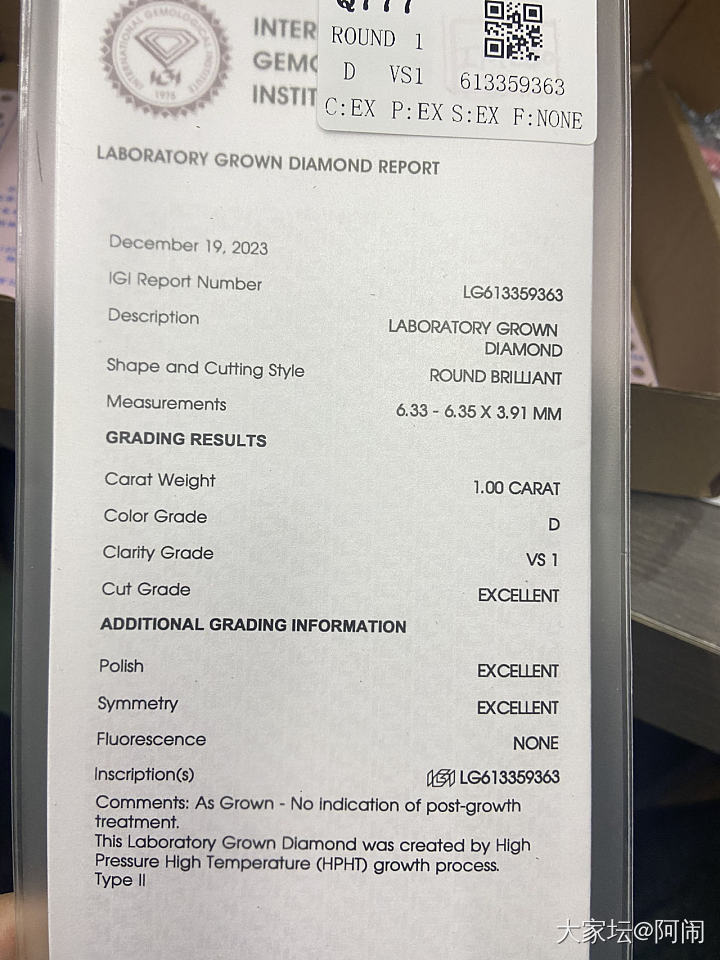 INTERNATIONAL GEMOLOGICAL INSTITUTE
IGI
1975
INTER
GEMO
INSTIT
ROUND 1
D VS1
613359363
C:EX P:EX S:EX F:NONE
LABORATORY GROWN DIAMOND REPORT
December 19, 2023
IGI Report Number LG613359363
Description LABORATORY GROWN
DIAMOND
Shape and Cutting Style ROUND BRILLIANT
Measurements 6.33 - 6.35 X 3.91 MM
GRADING RESULTS
Carat Weight 1.00 CARAT
Color Grade D
Clarity Grade VS 1
Cut Grade EXCELLENT
ADDITIONAL GRADING INFORMATION
Polish EXCELLENT
Symmetry EXCELLENT
Fluorescence NONE
Inscription(s) IGI LG613359363
Comments: As Grown - No indication of post-growth
treatment.
This Laboratory Grown Diamond was created by High
Pressure High Temperature (HPHT) growth process.
Type II
大家坛@阿闹